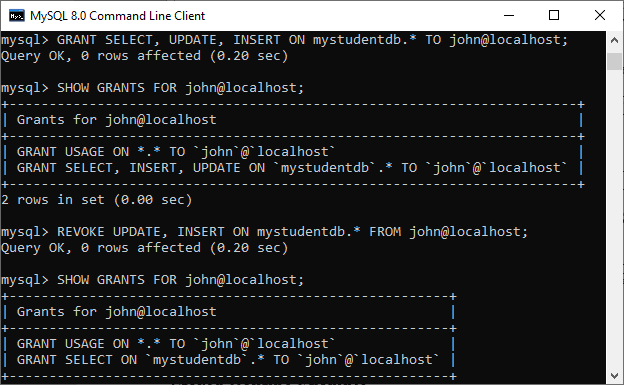 MySQL 8.0 Command Line Client
mysql> GRANT SELECT, UPDATE, INSERT ON mystudentdb.* TO john@localhost;
Query OK, 0 rows affected (0.20 sec)
mysql> SHOW GRANTS FOR john@localhost;
+------------------------------------------------------------------------+
| Grants for john@localhost                                              |
+------------------------------------------------------------------------+
| GRANT USAGE ON *.* TO `john`@`localhost`                               |
| GRANT SELECT, INSERT, UPDATE ON `mystudentdb`.* TO `john`@`localhost` |
+------------------------------------------------------------------------+
2 rows in set (0.00 sec)
mysql> REVOKE UPDATE, INSERT ON mystudentdb.* FROM john@localhost;
Query OK, 0 rows affected (0.20 sec)
mysql> SHOW GRANTS FOR john@localhost;
+--------------------------------------------------------+
| Grants for john@localhost                              |
+--------------------------------------------------------+
| GRANT USAGE ON *.* TO `john`@`localhost`               |
| GRANT SELECT ON `mystudentdb`.* TO `john`@`localhost` |
+--------------------------------------------------------+